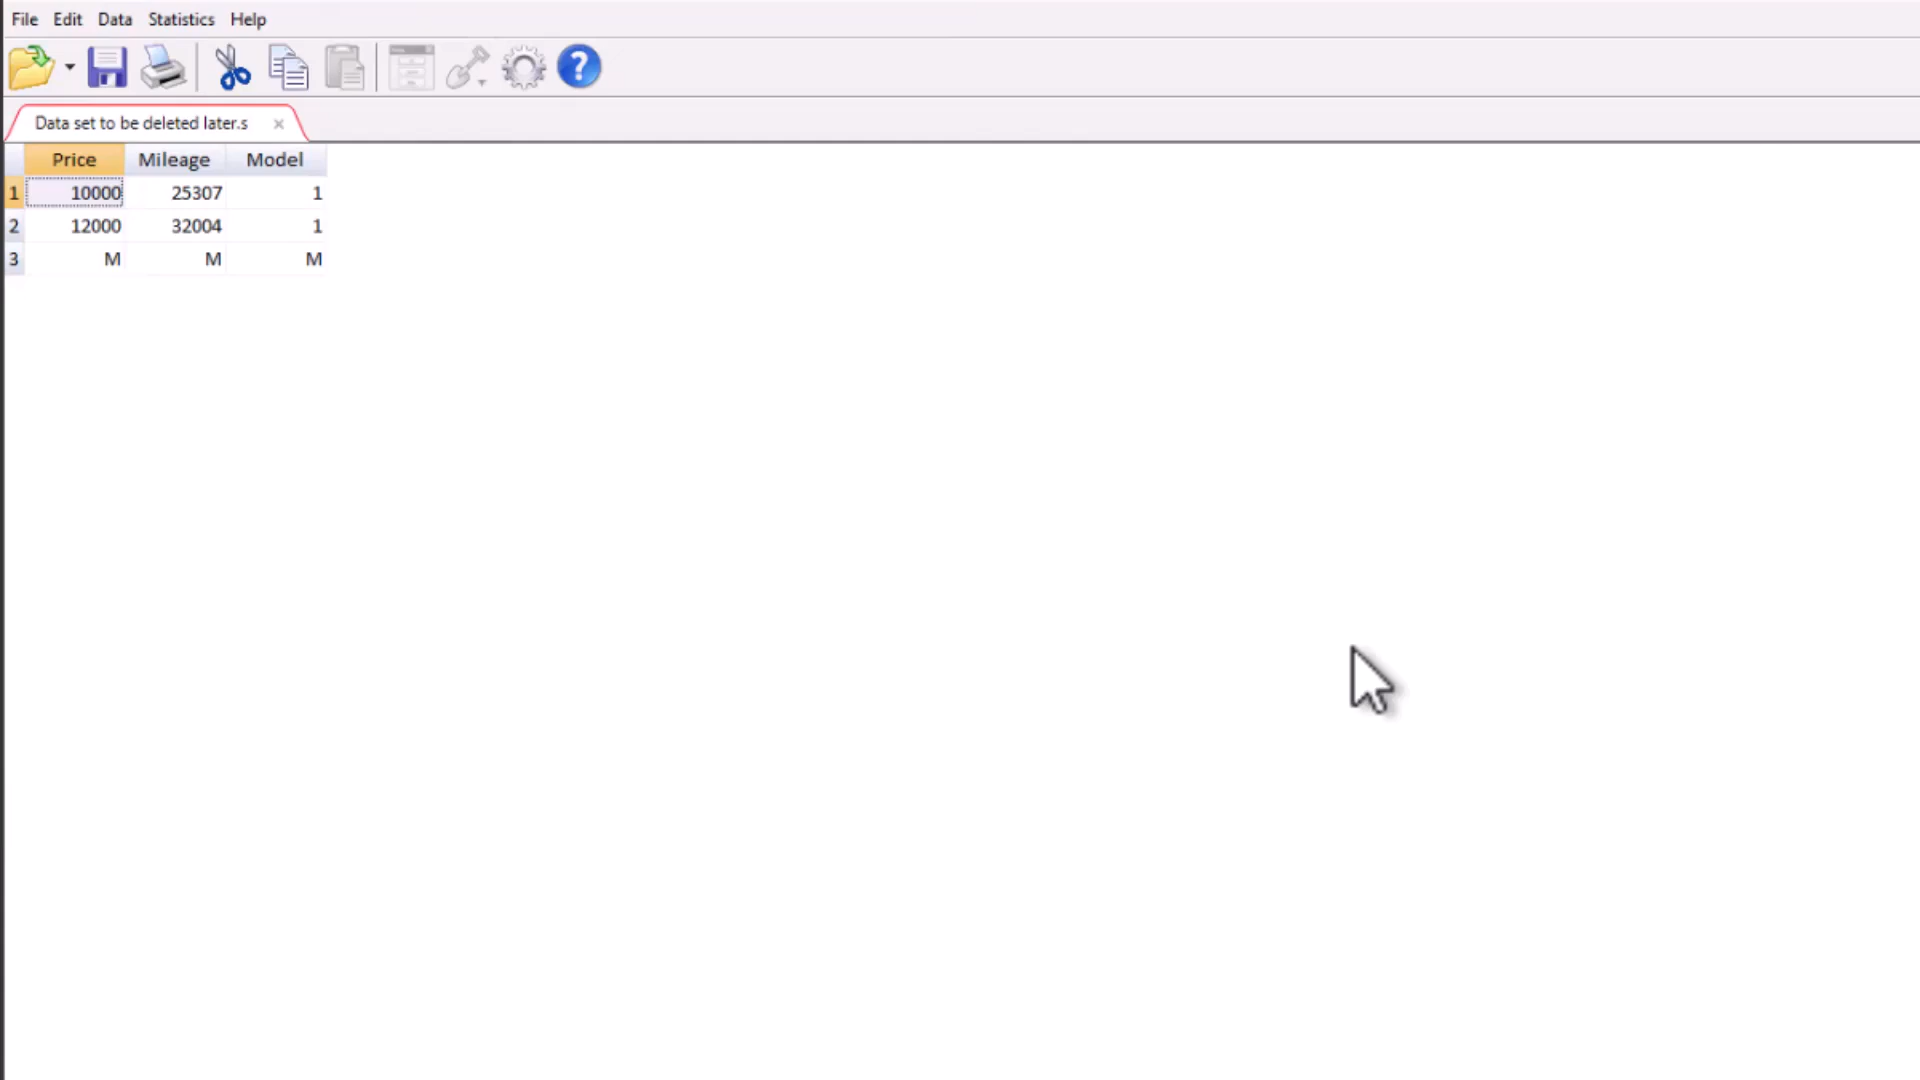 File Edit Data Statistics Help
?
Data set to be deleted later.s ×
Price Mileage Model
1 10000 25307 1
2 12000 32004 1
3 M M M